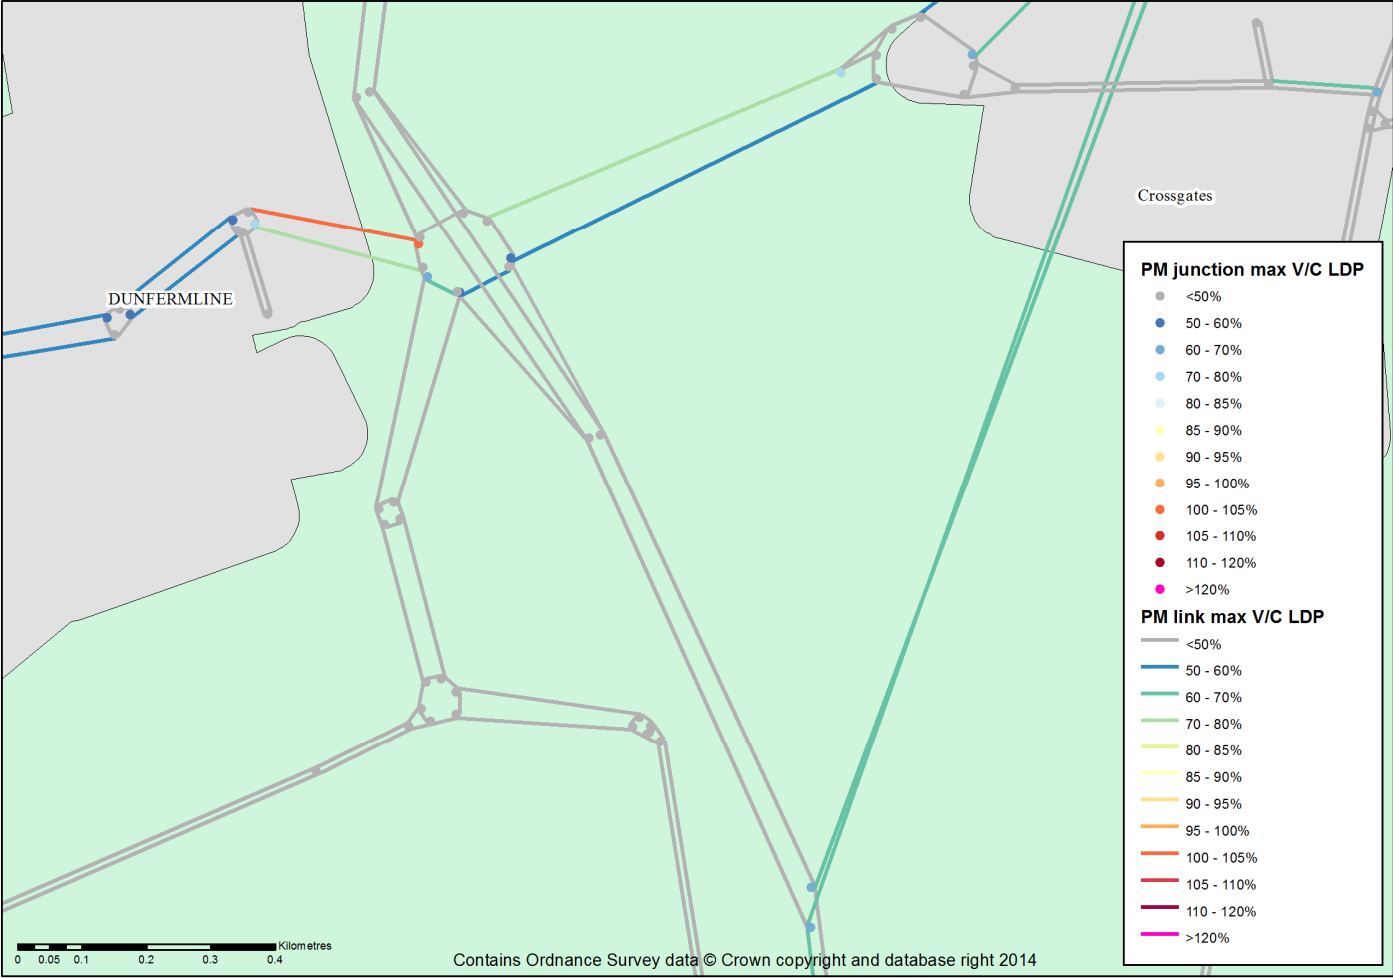 Crossgates
DUNFERMLINE
PM junction max V/C LDP
<50%
50 - 60%
60 - 70%
70 - 80%
80 - 85%
85 - 90%
90 - 95%
95 - 100%
100 - 105%
105 - 110%
110 - 120%
>120%
PM link max V/C LDP
<50%
50 - 60%
60 - 70%
70 - 80%
80 - 85%
85 - 90%
90 - 95%
95 - 100%
100 - 105%
105 - 110%
110 - 120%
>120%
Kilometres
0 0.05 0.1 0.2 0.3 0.4
Contains Ordnance Survey data © Crown copyright and database right 2014